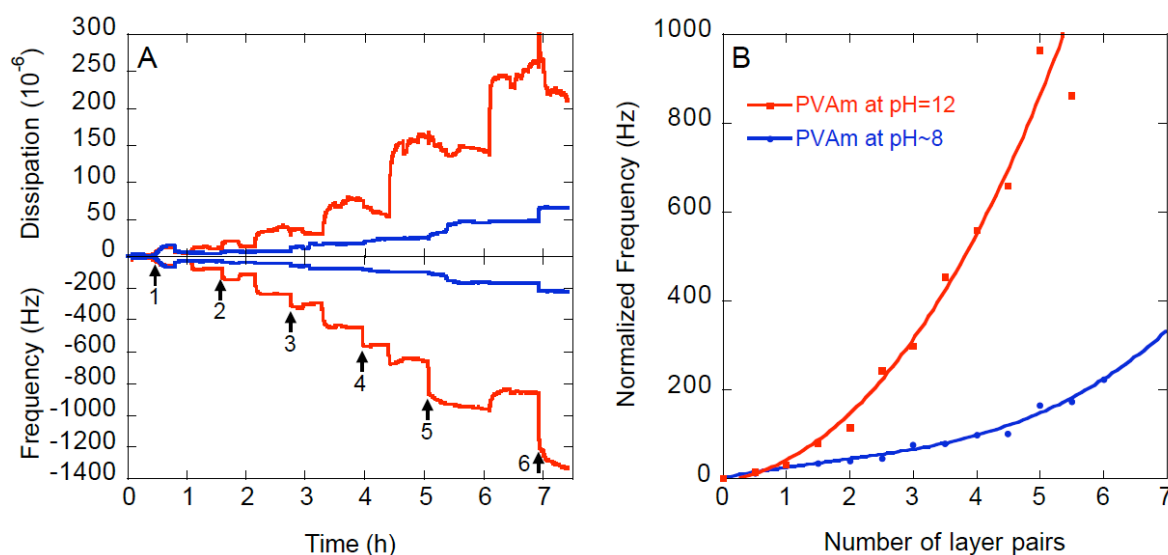 A
Dissipation (10-6)
300
250
200
150
100
50
0
Frequency (Hz)
-200
-400
-600
-800
-1000
-1200
-1400
1
2
3
4
5
6
0 1 2 3 4 5 6 7
Time (h)
B
Normalized Frequency (Hz)
1000
800
600
400
200
0
PVAm at pH=12
PVAm at pH~8
0 1 2 3 4 5 6 7
Number of layer pairs